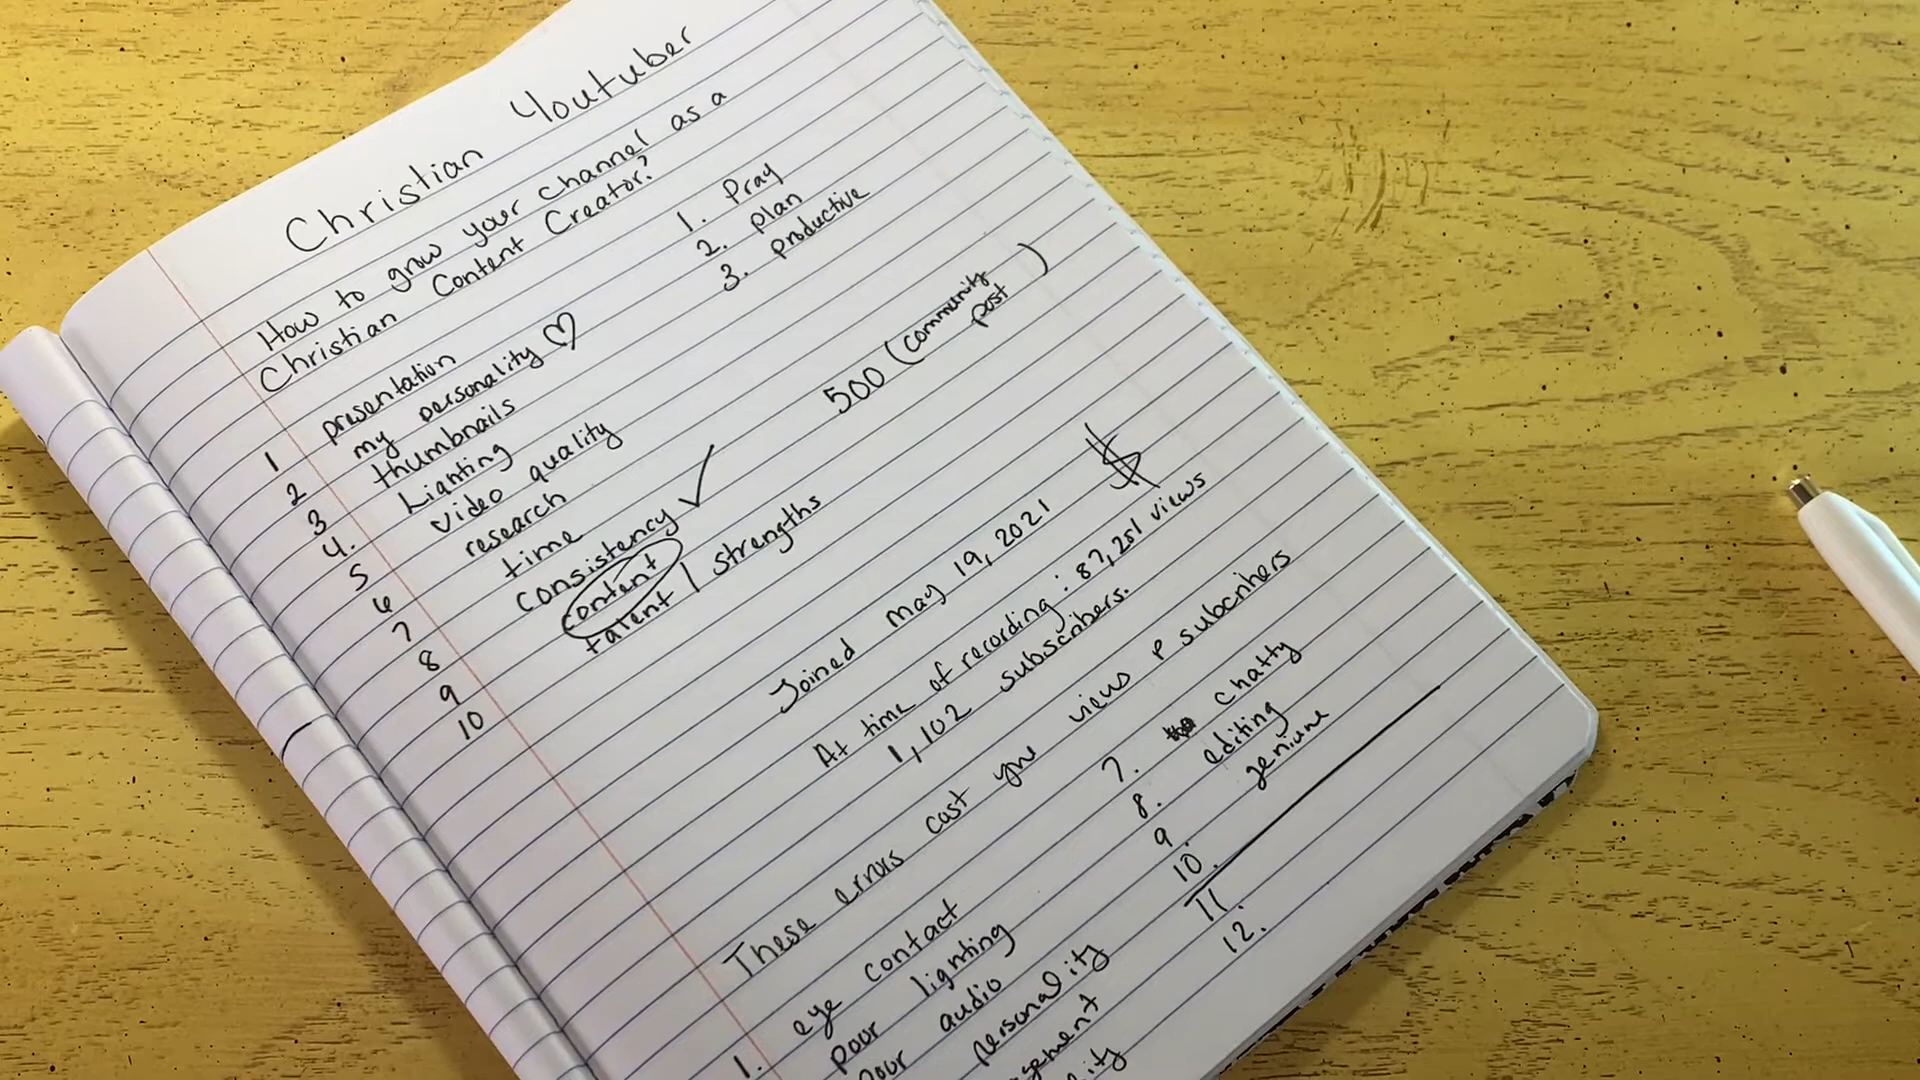 Christian Youtuber
How to grow your channel as a
Christian Content Creator?
1. Pray
2. plan
3. productive
1 presentation
2 my personality ♡
3 thumbnails
4. Lighting
5 video quality
6 research
7 time
8 consistency ✓
9 content
10 talent / strengths
500 (community
post)
Joined may 19, 2021 $
At time of recording: 87,251 views
1,102 subscribers.
These errors cost you views & subcribers
1. eye contact
poor lighting
poor audio
personality
7. chatty
8. editing
9. geniune
10.
11.
12.